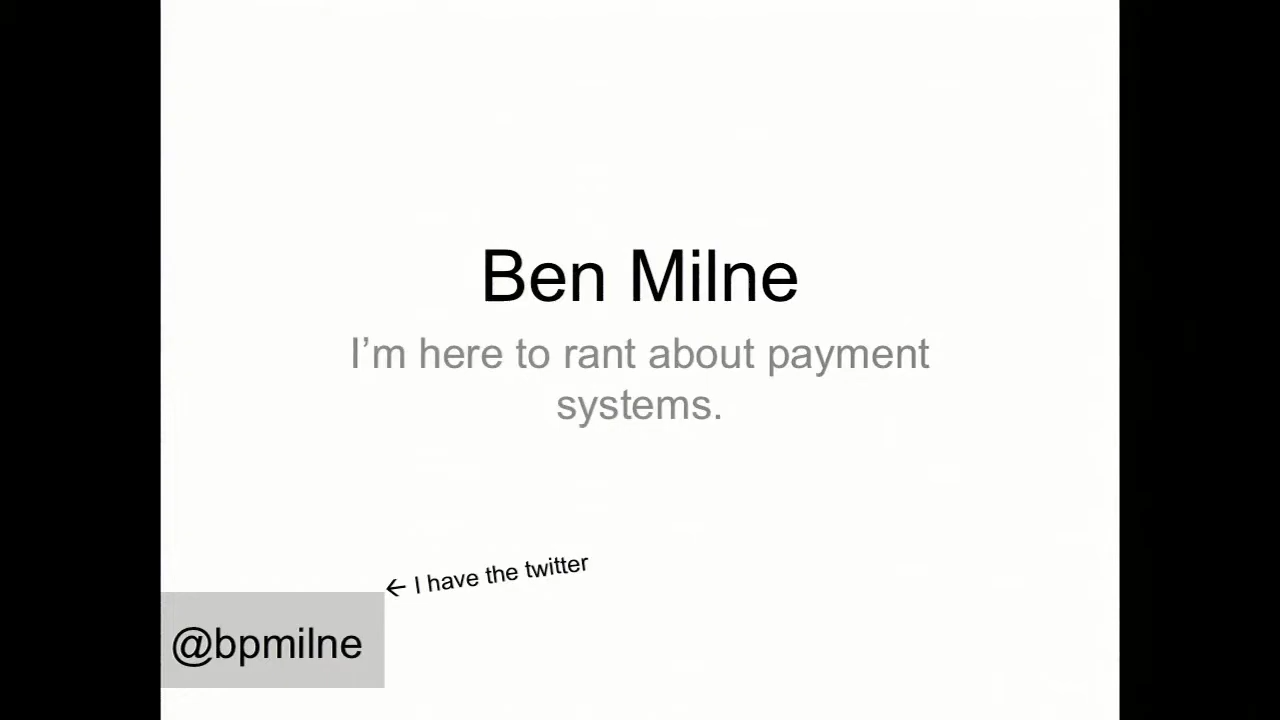 Ben Milne
I’m here to rant about payment
systems.
← I have the twitter
@bpmilne